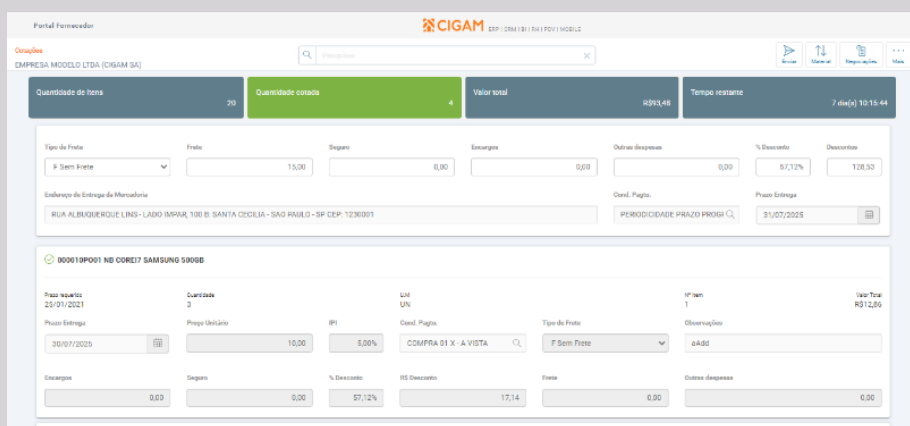 Portal Fornecedor
CIGAM ERP | CRM | BI | RH | PDV | MOBILE
Cotações
EMPRESA MODELO LTDA (CIGAM SA)
Pesquisar
Enviar Material Negociações Mais
Quantidade de itens Quantidade cotada Valor total Tempo restante
20 4 R$93,48 7 dia(s) 10:15:44
Tipo de Frete Frete Seguro Encargos Outras despesas % Desconto Descontos
F Sem Frete 15,00 0,00 0,00 0,00 57,12% 128,53
Endereço de Entrega da Mercadoria Cond. Pagto. Prazo Entrega
RUA ALBUQUERQUE LINS - LADO IMPAR, 100 B: SANTA CECILIA - SAO PAULO - SP CEP: 1230001 PERIODICIDADE PRAZO PROGI 31/07/2025
000010PO01 NB COREI7 SAMSUNG 500GB
Prazo requerido Quantidade U.M Nº Item Valor Total
25/01/2021 3 UN 1 R$12,86
Prazo Entrega Preço Unitário IPI Cond. Pagto. Tipo de Frete Observações
30/07/2025 10,00 5,00% COMPRA 01 X - A VISTA F Sem Frete aAdd
Encargos Seguro % Desconto R$ Desconto Frete Outras despesas
0,00 0,00 57,12% 17,14 0,00 0,00